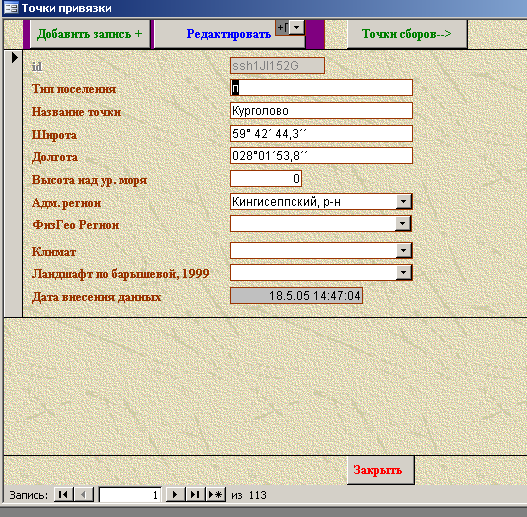 Точки привязки
Добавить запись + Редактировать Точки сборов-->
id ssh1JI152G
Тип поселения п
Название точки Курголово
Широта 59° 42´ 44,3´´
Долгота 028°01´53,8´´
Высота над ур. моря 0
Адм. регион Кингисеппский, р-н
ФизГео Регион
Климат
Ландшафт по барышевой, 1999
Дата внесения данных 18.5.05 14:47:04
Закрыть
Запись: 1 из 113